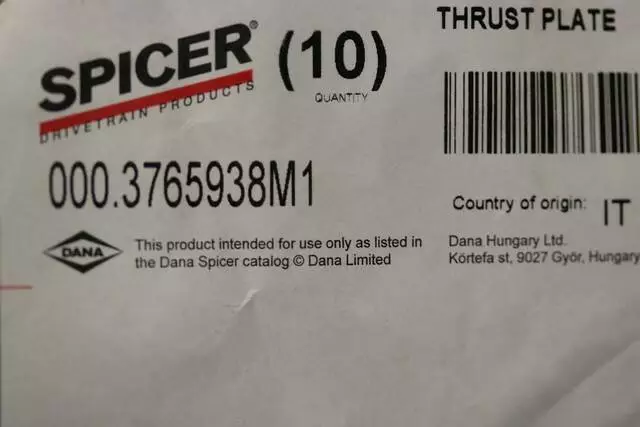 SPICER®
DRIVETRAIN PRODUCTS
(10)
QUANTITY
THRUST PLATE
000.3765938M1
Country of origin: IT
DANA
This product intended for use only as listed in
the Dana Spicer catalog © Dana Limited
Dana Hungary Ltd.
Körtefa st, 9027 Győr, Hungary